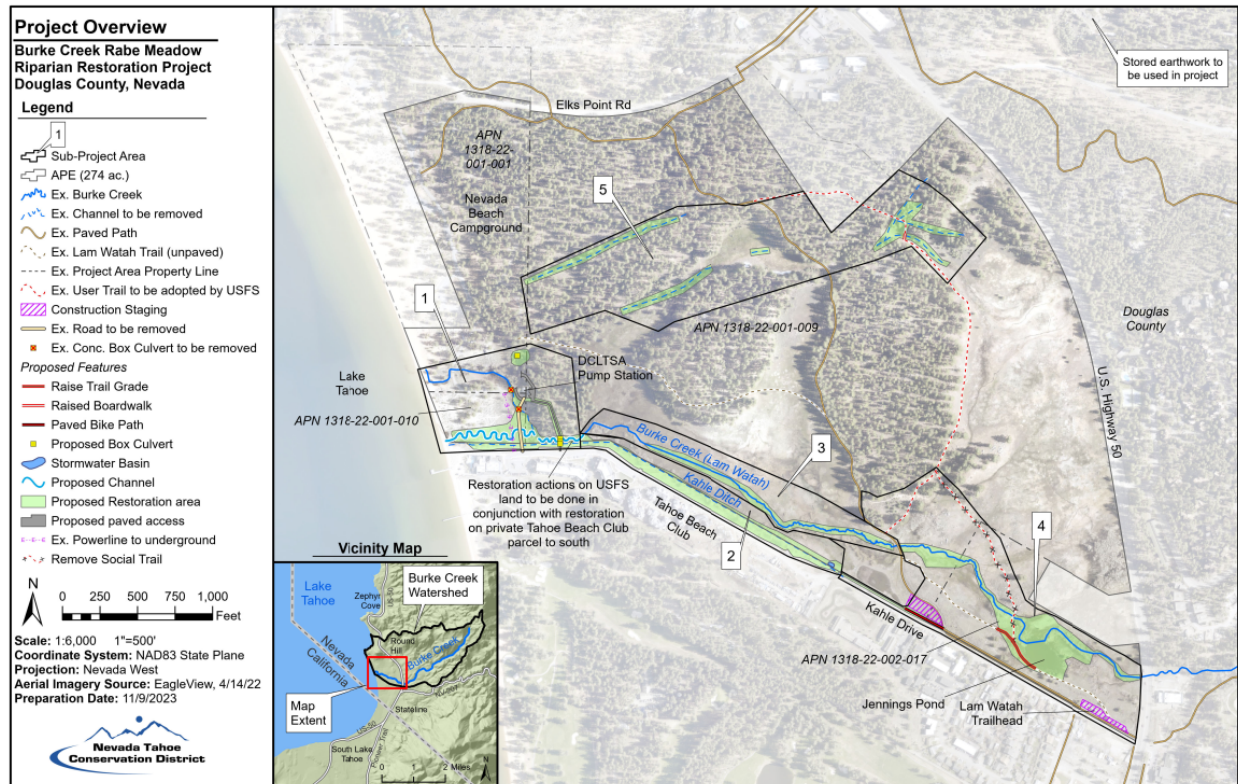 Project Overview
Burke Creek Rabe Meadow
Riparian Restoration Project
Douglas County, Nevada
Legend
1
Sub-Project Area
APE (274 ac.)
Ex. Burke Creek
Ex. Channel to be removed
Ex. Paved Path
Ex. Lam Watah Trail (unpaved)
Ex. Project Area Property Line
Ex. User Trail to be adopted by USFS
Construction Staging
Ex. Road to be removed
Ex. Conc. Box Culvert to be removed
Proposed Features
Raise Trail Grade
Raised Boardwalk
Paved Bike Path
Proposed Box Culvert
Stormwater Basin
Proposed Channel
Proposed Restoration area
Proposed paved access
Ex. Powerline to underground
Remove Social Trail
N
0 250 500 750 1,000
Feet
Scale: 1:6,000 1"=500'
Coordinate System: NAD83 State Plane
Projection: Nevada West
Aerial Imagery Source: EagleView, 4/14/22
Preparation Date: 11/9/2023
Nevada Tahoe
Conservation District
Stored earthwork to
be used in project
Elks Point Rd
APN
1318-22-
001-001
Nevada
Beach
Campground
5
1
APN 1318-22-001-009
Douglas
County
U.S. Highway 50
DCLTSA
Pump Station
Lake
Tahoe
APN 1318-22-001-010
3
Burke Creek (Lam Watah)
Kahle Ditch
2
4
Tahoe Beach
Club
Restoration actions on USFS
land to be done in
conjunction with restoration
on private Tahoe Beach Club
parcel to south
Kahle Drive
APN 1318-22-002-017
Jennings Pond
Lam Watah
Trailhead
Vicinity Map
Burke Creek
Watershed
Lake
Tahoe
Zephyr
Cove
US-50
Round
Hill
Burke Creek
Nevada
California
Map
Extent
Stateline
US-50
Pioneer Trail
South Lake
Tahoe
0 1 2 Miles
N